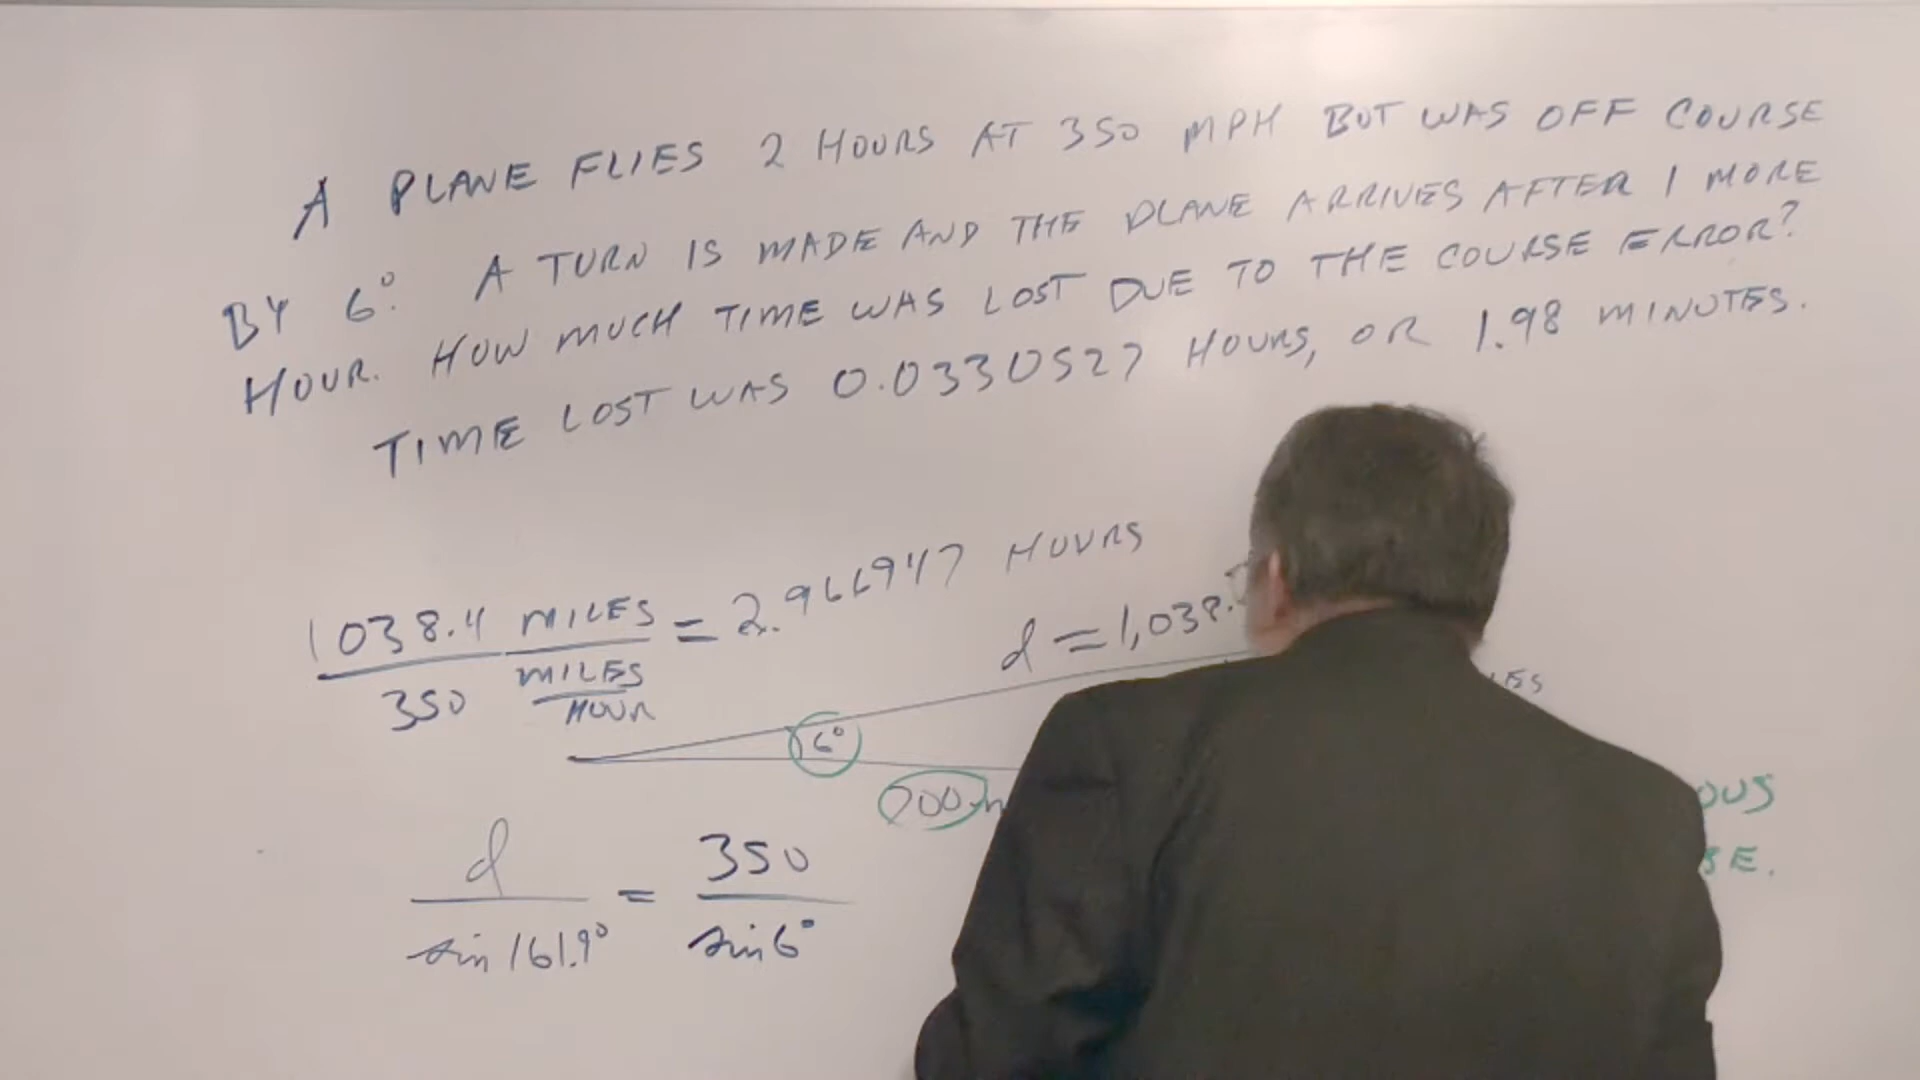 A PLANE FLIES 2 HOURS AT 350 MPH BUT WAS OFF COURSE
BY 6°. A TURN IS MADE AND THE PLANE ARRIVES AFTER 1 MORE
HOUR. HOW MUCH TIME WAS LOST DUE TO THE COURSE ERROR?
TIME LOST WAS 0.0330527 HOURS, OR 1.98 MINUTES.
1038.4 MILES = 2.966947 HOURS
350 MILES
HOUR
d = 1,038.
6°
700
d = 350
sin 161.9° sin 6°